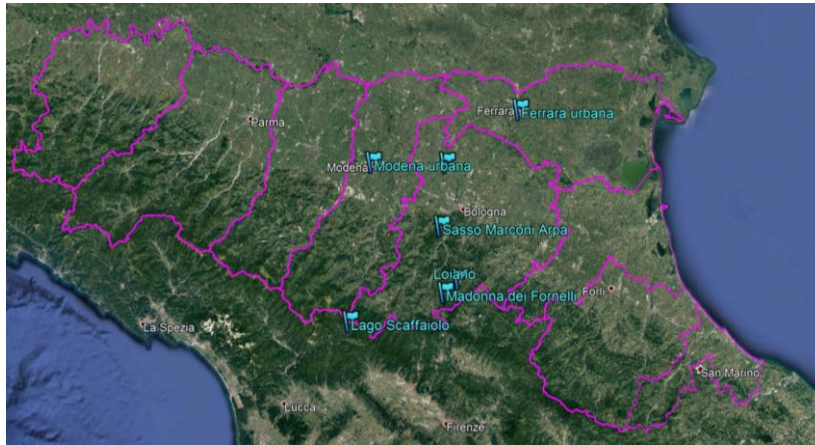 Parma
Ferrara
Ferrara urbana
Modena
Modena urbana
Bologna
Sasso Marconi Arpa
Loiano
Madonna dei Fornelli
Forlì
Lago Scaffaiolo
La Spezia
San Marino
Lucca
Firenze